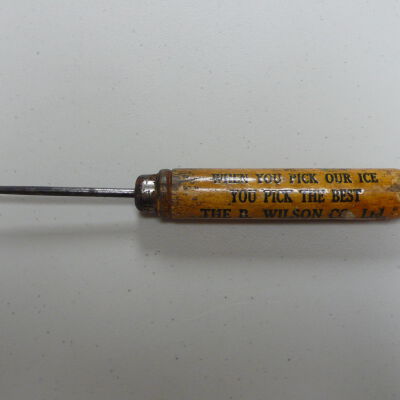 WHEN YOU PICK OUR ICE
YOU PICK THE BEST
THE B. WILSON CO. Ltd.